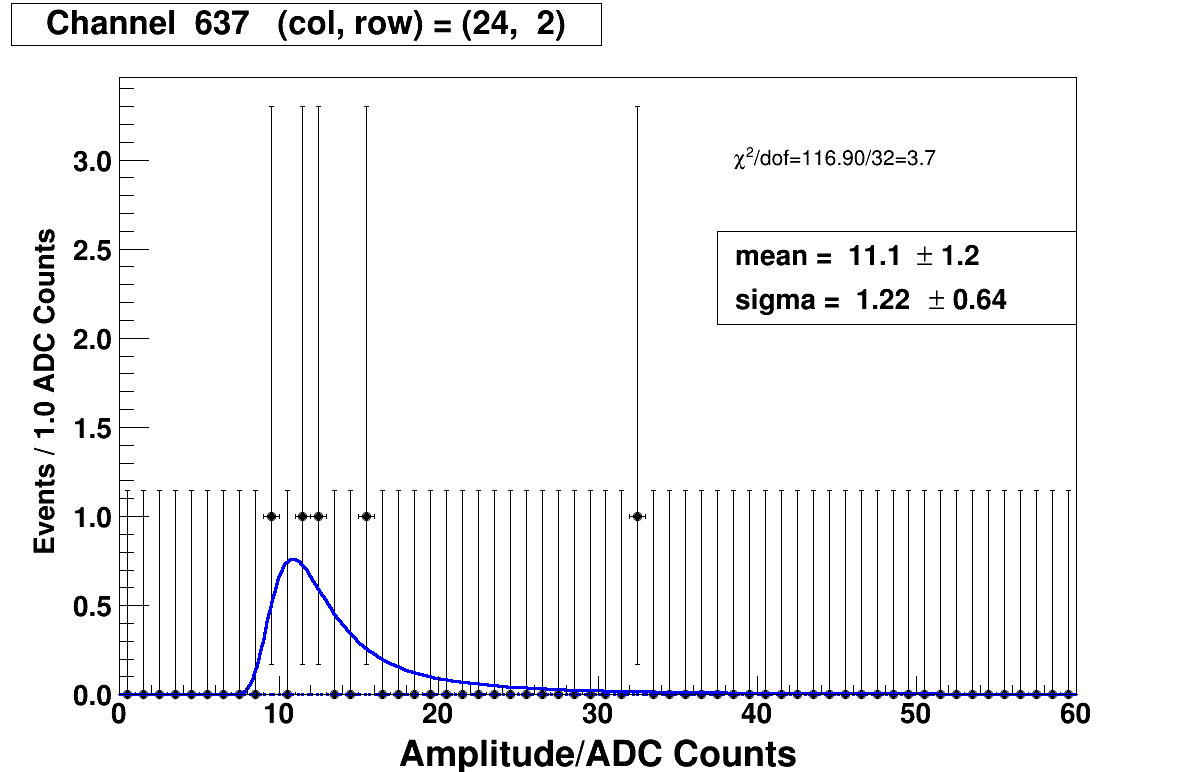 Channel 637 (col, row) = (24, 2)
χ²/dof=116.90/32=3.7
mean = 11.1 ± 1.2
sigma = 1.22 ± 0.64
Events / 1.0 ADC Counts
3.0
2.5
2.0
1.5
1.0
0.5
0.0
0 10 20 30 40 50 60
Amplitude/ADC Counts